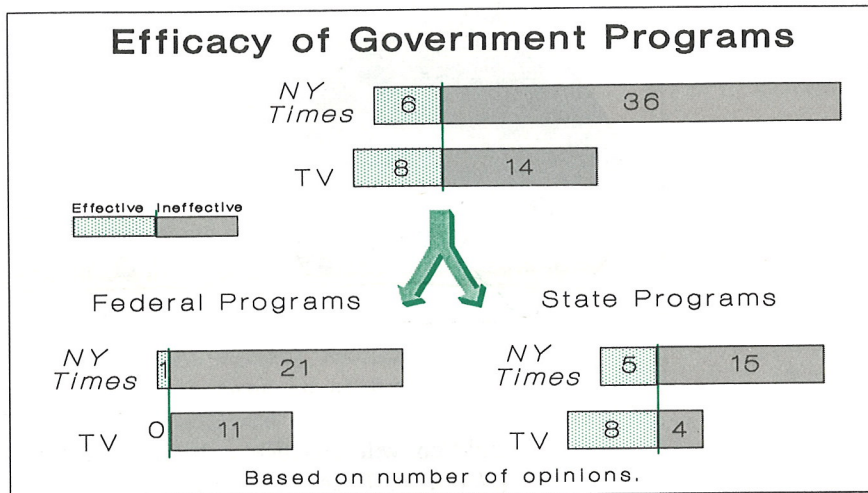 Efficacy of Government Programs
NY Times 6 36
TV 8 14
Effective Ineffective
Federal Programs
NY Times 1 21
TV 0 11
State Programs
NY Times 5 15
TV 8 4
Based on number of opinions.